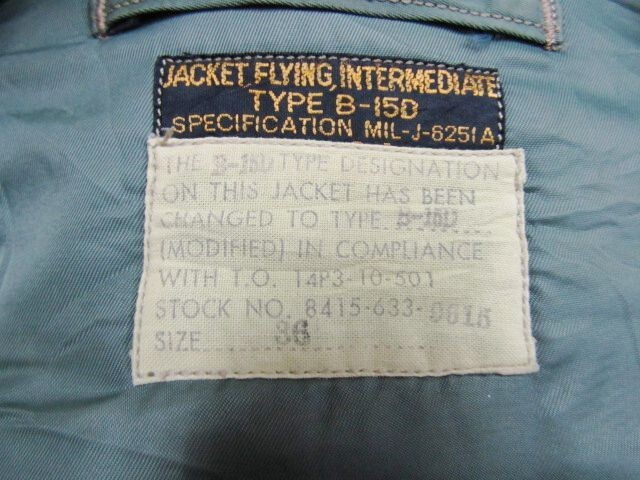 JACKET, FLYING, INTERMEDIATE
TYPE B-15D
SPECIFICATION MIL-J-6251A
THE B-15D TYPE DESIGNATION
ON THIS JACKET HAS BEEN
CHANGED TO TYPE B-15D
(MODIFIED) IN COMPLIANCE
WITH T.O. 14P3-10-501
STOCK NO. 8415-633-0615
SIZE 36